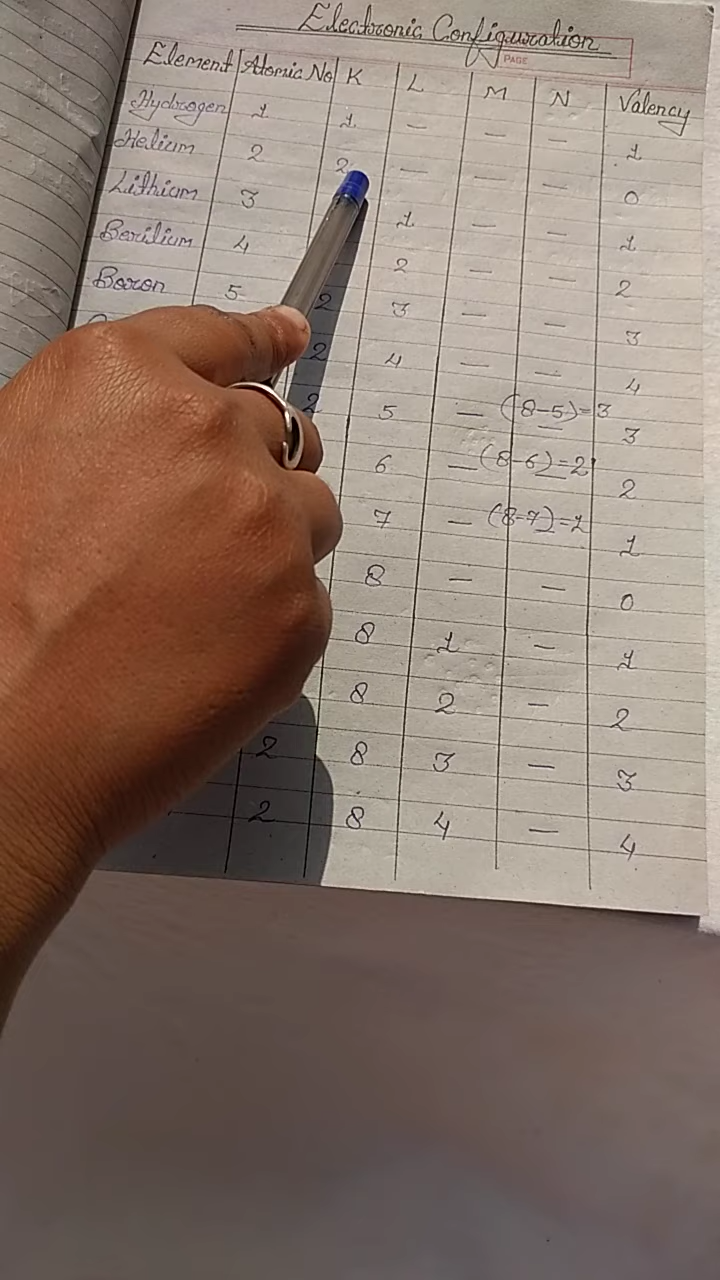 Electronic Configuration
PAGE
Element Atomic No K L M N Valency
Hydrogen 1 1 — — — 1
Helium 2 2 — — — 0
Lithium 3 1 — — 1
Berilium 4 2 — — 2
Boron 5 2 3 — — 3
2 4 — — 4
2 5 — (8-5)=3 — 3
6 — (8-6)=2 — 2
7 — (8-7)=1 1
8 — — 0
8 1 — 1
8 2 — 2
2 8 3 — 3
2 8 4 — 4